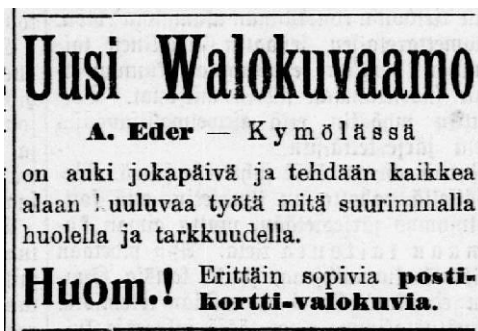 Uusi Walokuvaamo
A. Eder — Kymölässä
on auki jokapäivä ja tehdään kaikkea
alaan kuuluvaa työtä mitä suurimmalla
huolella ja tarkkuudella.
Huom.! Erittäin sopivia posti-
kortti-valokuvia.